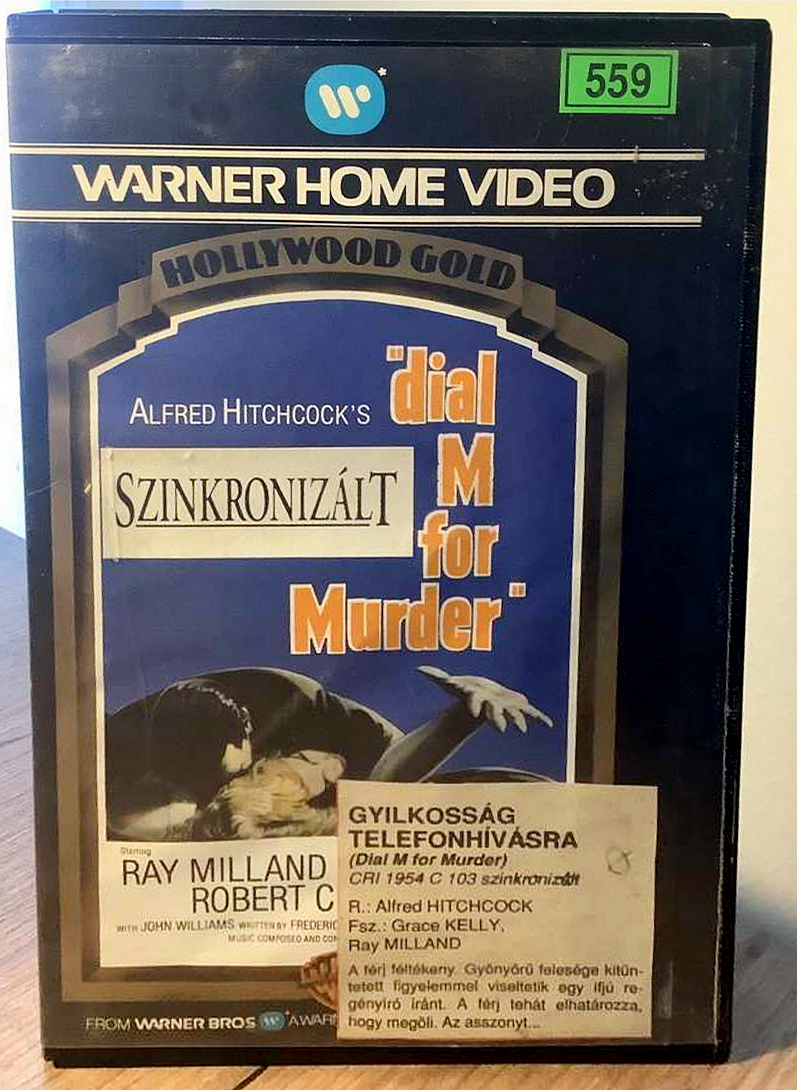 559
WARNER HOME VIDEO
HOLLYWOOD GOLD
ALFRED HITCHCOCK'S
"dial
M
for
Murder"
SZINKRONIZÁLT
Starring
RAY MILLAND
ROBERT C
WITH JOHN WILLIAMS WRITTEN BY FREDERIC
MUSIC COMPOSED AND CON
FROM WARNER BROS A WAR
GYILKOSSÁG
TELEFONHÍVÁSRA
(Dial M for Murder)
CRI 1954 C 103 szinkronizált
R.: Alfred HITCHCOCK
Fsz.: Grace KELLY,
Ray MILLAND
A férj féltékeny. Gyönyörű felesége kitün-
tetett figyelemmel viseltetik egy ifjú re-
gényíró iránt. A férj tehát elhatározza,
hogy megöli. Az asszonyt...